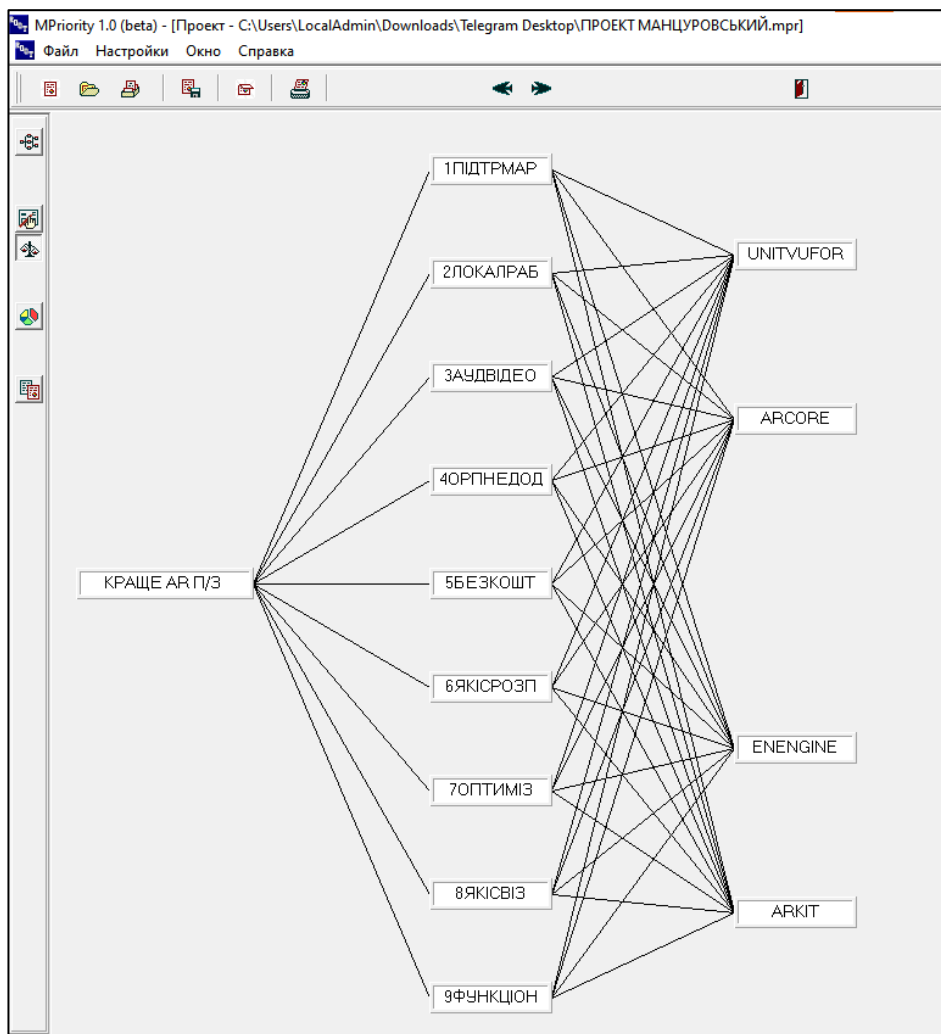 MPriority 1.0 (beta) - [Проект - C:\Users\LocalAdmin\Downloads\Telegram Desktop\ПРОЕКТ МАНЦУРОВСЬКИЙ.mpr]
Файл Настройки Окно Справка
1ПІДТРМАР
2ЛОКАЛРАБ
3АУДВІДЕО
4ОРПНЕДОД
5БЕЗКОШТ
6ЯКІСРОЗП
7ОПТИМІЗ
8ЯКІСВІЗ
9ФУНКЦІОН
КРАЩЕ AR П/З
UNITVUFOR
ARCORE
ENENGINE
ARKIT